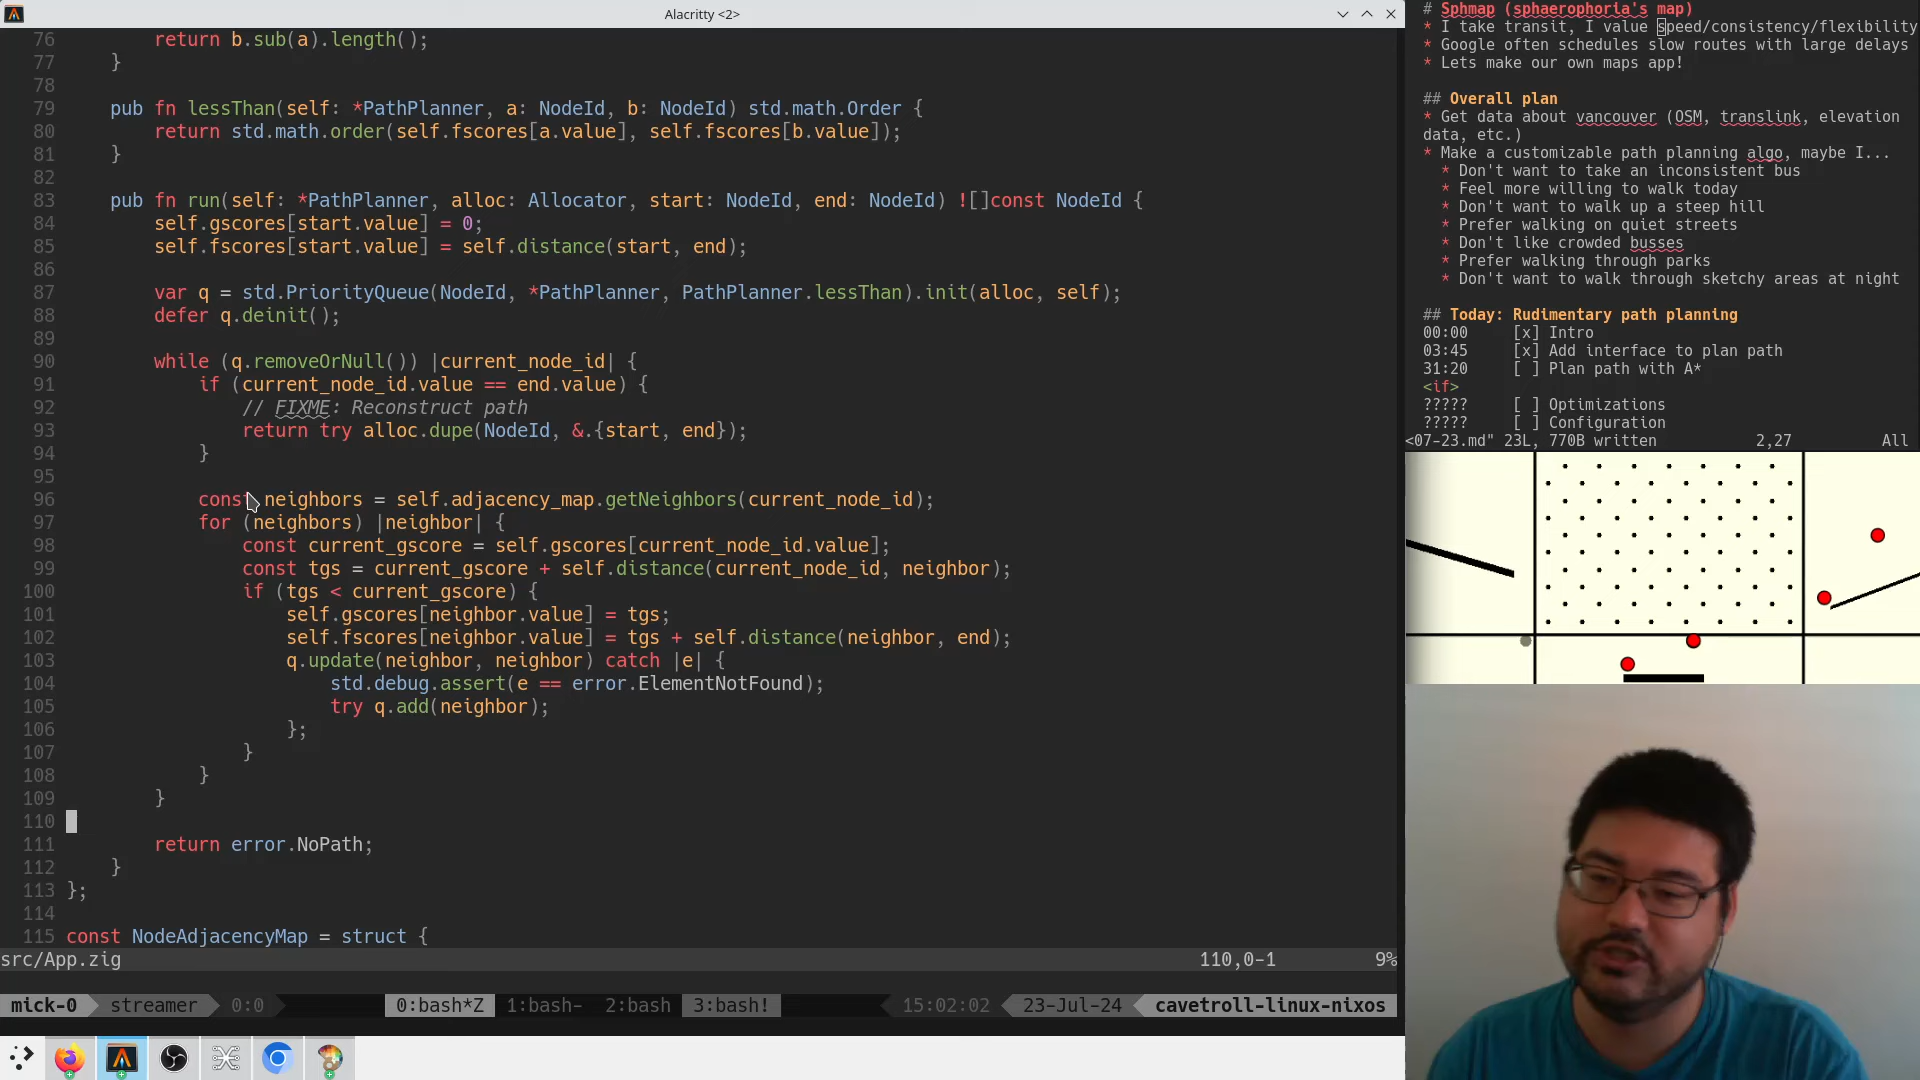 Alacritty <2>
76 return b.sub(a).length();
77 }
78
79 pub fn lessThan(self: *PathPlanner, a: NodeId, b: NodeId) std.math.Order {
80 return std.math.order(self.fscores[a.value], self.fscores[b.value]);
81 }
82
83 pub fn run(self: *PathPlanner, alloc: Allocator, start: NodeId, end: NodeId) ![]const NodeId {
84 self.gscores[start.value] = 0;
85 self.fscores[start.value] = self.distance(start, end);
86
87 var q = std.PriorityQueue(NodeId, *PathPlanner, PathPlanner.lessThan).init(alloc, self);
88 defer q.deinit();
89
90 while (q.removeOrNull()) |current_node_id| {
91 if (current_node_id.value == end.value) {
92 // FIXME: Reconstruct path
93 return try alloc.dupe(NodeId, &.{start, end});
94 }
95
96 const neighbors = self.adjacency_map.getNeighbors(current_node_id);
97 for (neighbors) |neighbor| {
98 const current_gscore = self.gscores[current_node_id.value];
99 const tgs = current_gscore + self.distance(current_node_id, neighbor);
100 if (tgs < current_gscore) {
101 self.gscores[neighbor.value] = tgs;
102 self.fscores[neighbor.value] = tgs + self.distance(neighbor, end);
103 q.update(neighbor, neighbor) catch |e| {
104 std.debug.assert(e == error.ElementNotFound);
105 try q.add(neighbor);
106 };
107 }
108 }
109 }
110
111 return error.NoPath;
112 }
113 };
114
115 const NodeAdjacencyMap = struct {
src/App.zig 110,0-1 9%
mick-0 streamer 0:0 0:bash*Z 1:bash- 2:bash 3:bash! 15:02:02 23-Jul-24 cavetroll-linux-nixos
# Sphmap (sphaerophoria's map)
* I take transit, I value speed/consistency/flexibility
* Google often schedules slow routes with large delays
* Lets make our own maps app!
## Overall plan
* Get data about vancouver (OSM, translink, elevation
data, etc.)
* Make a customizable path planning algo, maybe I...
* Don't want to take an inconsistent bus
* Feel more willing to walk today
* Don't want to walk up a steep hill
* Prefer walking on quiet streets
* Don't like crowded busses
* Prefer walking through parks
* Don't want to walk through sketchy areas at night
## Today: Rudimentary path planning
00:00 [x] Intro
03:45 [x] Add interface to plan path
31:20 [ ] Plan path with A*
<if>
????? [ ] Optimizations
????? [ ] Configuration
<07-23.md" 23L, 770B written 2,27 All